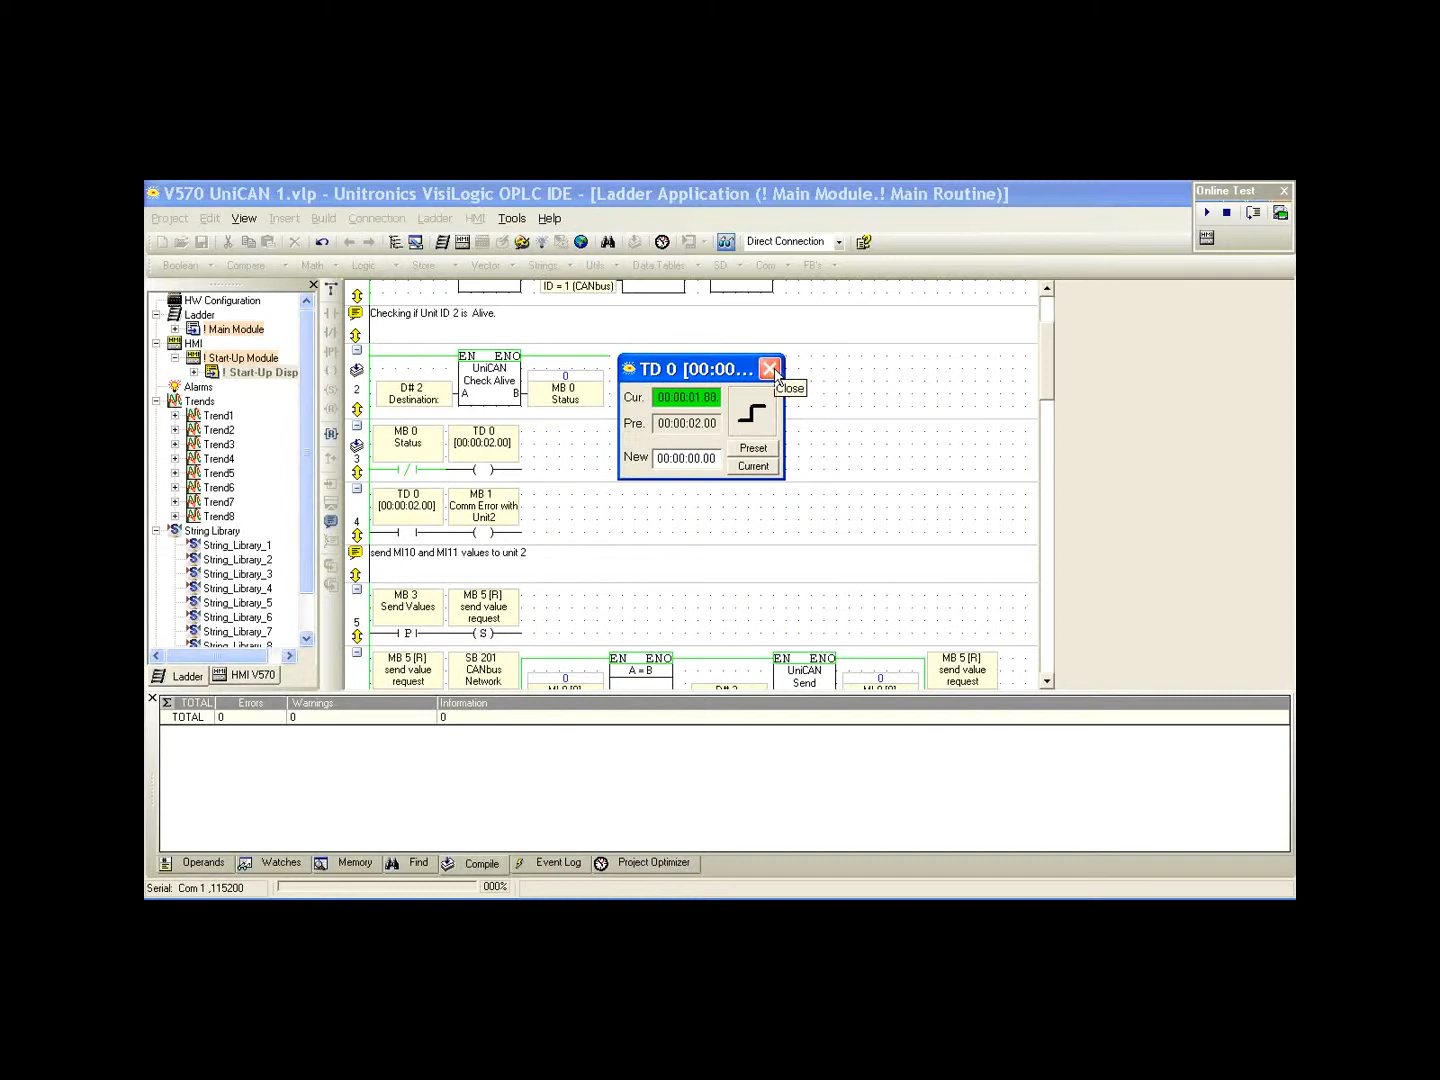 V570 UniCAN 1.vlp - Unitronics VisiLogic OPLC IDE - [Ladder Application (! Main Module.! Main Routine)]
Online Test
Project Edit View Insert Build Connection Ladder HMI Tools Help
Direct Connection
Boolean Compare Math Logic Store Vector Strings Utils Data Tables SD Com FB's
HW Configuration
Ladder
! Main Module
HMI
! Start-Up Module
! Start-Up Disp
Alarms
Trends
Trend1
Trend2
Trend3
Trend4
Trend5
Trend6
Trend7
Trend8
String Library
String_Library_1
String_Library_2
String_Library_3
String_Library_4
String_Library_5
String_Library_6
String_Library_7
Ladder HMI V570
ID = 1 (CANbus)
Checking if Unit ID 2 is Alive.
2
D# 2
Destination:
EN ENO
UniCAN
Check Alive
A B
0
MB 0
Status
3
MB 0
Status
TD 0
[00:00:02.00]
4
TD 0
[00:00:02.00]
MB 1
Comm Error with
Unit2
send MI10 and MI11 values to unit 2
5
MB 3
Send Values
P
MB 5 [R]
send value
request
S
MB 5 [R]
send value
request
SB 201
CANbus
Network
0
EN ENO
A = B
EN ENO
UniCAN
Send
0
MB 5 [R]
send value
request
TD 0 [00:00...
Close
Cur. 00:00:01.88
Pre. 00:00:02.00
New 00:00:00.00
Preset
Current
TOTAL Errors Warnings Information
TOTAL 0 0 0
Operands Watches Memory Find Compile Event Log Project Optimizer
Serial: Com 1 ,115200
000%